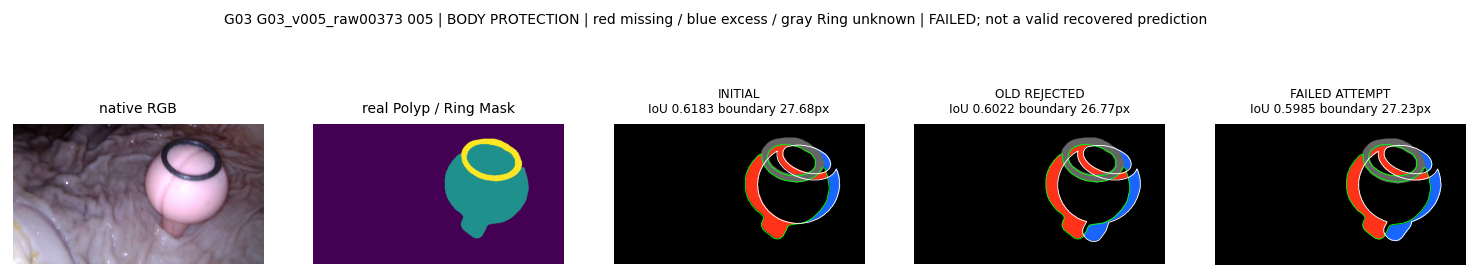 G03 G03_v005_raw00373 005 | BODY PROTECTION | red missing / blue excess / gray Ring unknown | FAILED; not a valid recovered prediction
native RGB
real Polyp / Ring Mask
INITIAL
IoU 0.6183 boundary 27.68px
OLD REJECTED
IoU 0.6022 boundary 26.77px
FAILED ATTEMPT
IoU 0.5985 boundary 27.23px